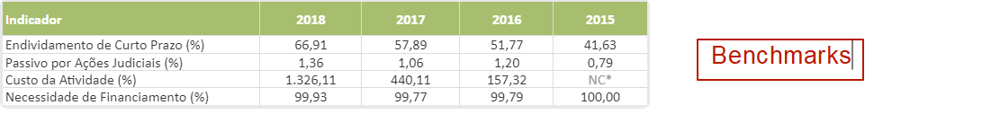 Indicador 2018 2017 2016 2015
Endividamento de Curto Prazo (%) 66,91 57,89 51,77 41,63
Passivo por Ações Judiciais (%) 1,36 1,06 1,20 0,79
Custo da Atividade (%) 1.326,11 440,11 157,32 NC*
Necessidade de Financiamento (%) 99,93 99,77 99,79 100,00
Benchmarks